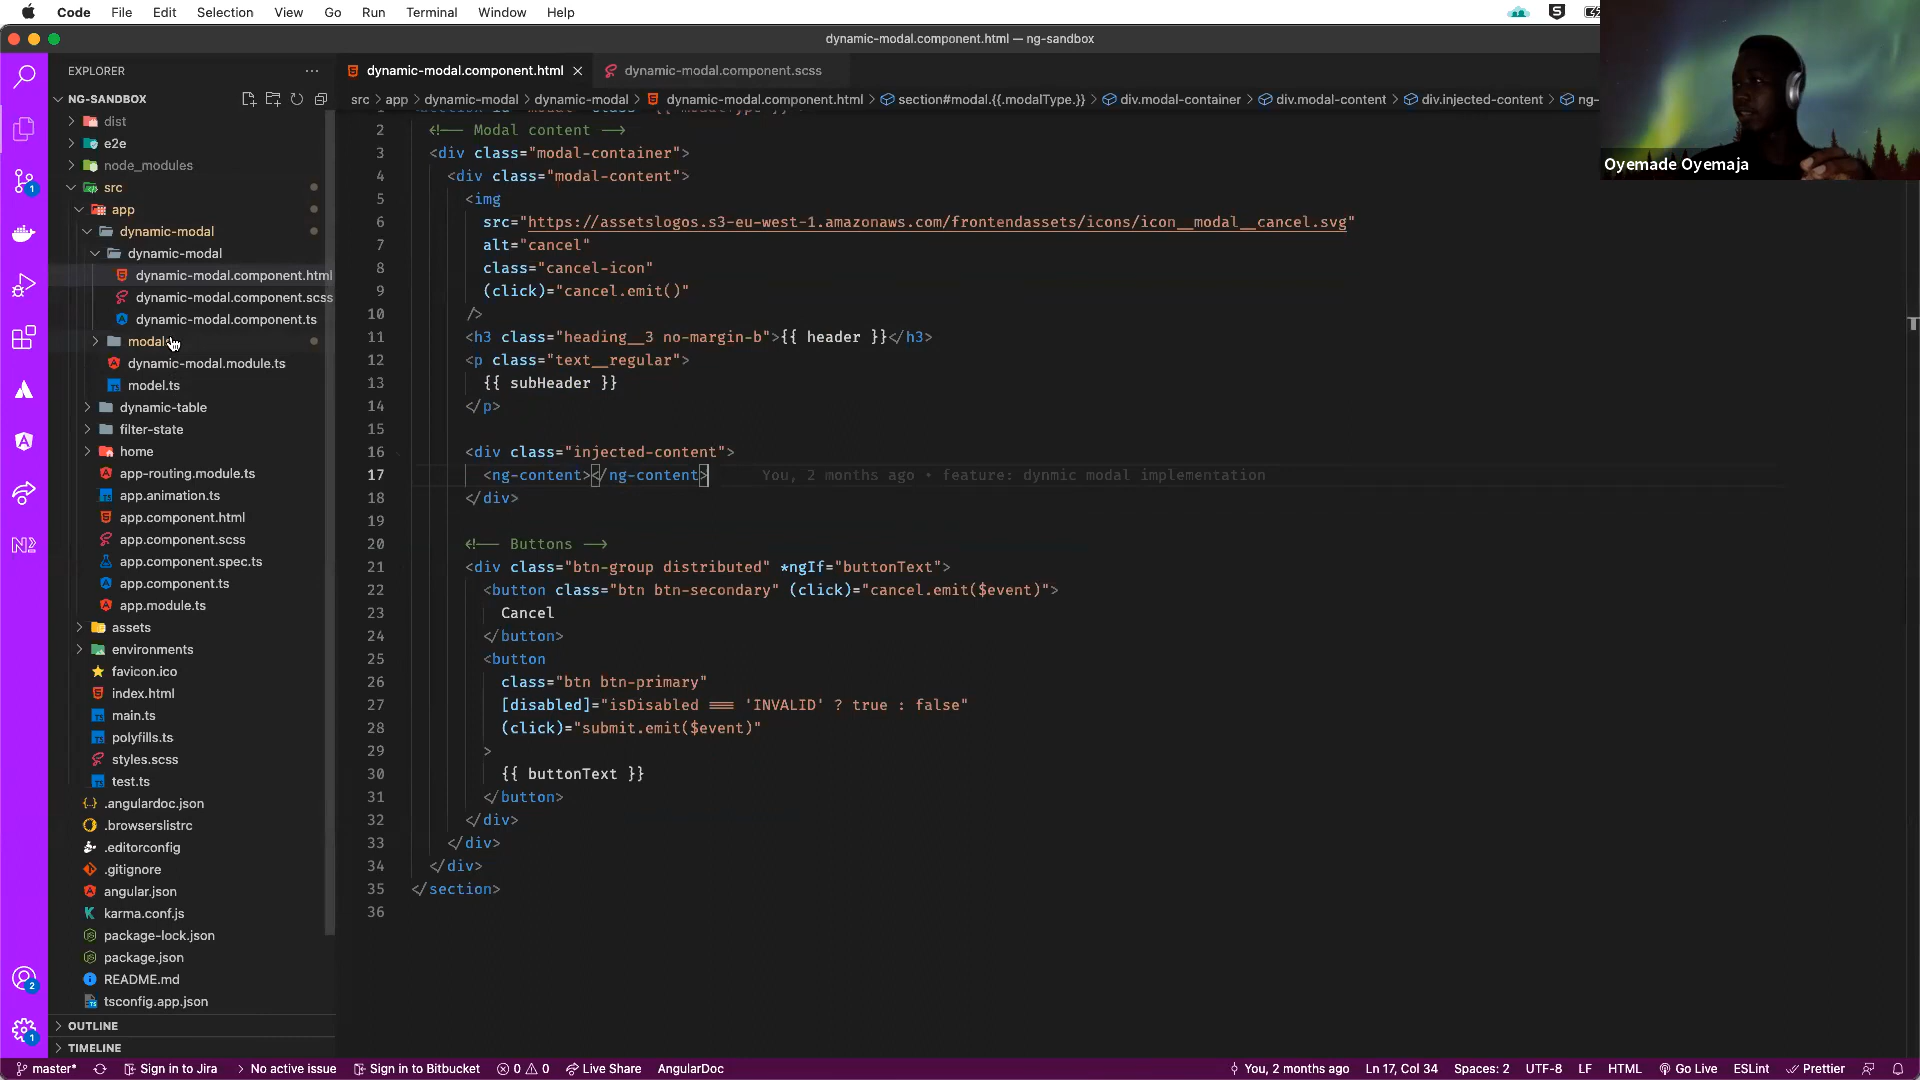 Code File Edit Selection View Go Run Terminal Window Help
dynamic-modal.component.html — ng-sandbox
EXPLORER
dynamic-modal.component.html
dynamic-modal.component.scss
NG-SANDBOX
src > app > dynamic-modal > dynamic-modal > dynamic-modal.component.html > section#modal.{{.modalType.}} > div.modal-container > div.modal-content > div.injected-content > ng-
Oyemade Oyemaja
dist
e2e
node_modules
src
app
dynamic-modal
dynamic-modal
dynamic-modal.component.html
dynamic-modal.component.scss
dynamic-modal.component.ts
modals
dynamic-modal.module.ts
model.ts
dynamic-table
filter-state
home
app-routing.module.ts
app.animation.ts
app.component.html
app.component.scss
app.component.spec.ts
app.component.ts
app.module.ts
assets
environments
favicon.ico
index.html
main.ts
polyfills.ts
styles.scss
test.ts
.angulardoc.json
.browserslistrc
.editorconfig
.gitignore
angular.json
karma.conf.js
package-lock.json
package.json
README.md
tsconfig.app.json
OUTLINE
TIMELINE
2 <!-- Modal content -->
3 <div class="modal-container">
4 <div class="modal-content">
5 <img
6 src="https://assetslogos.s3-eu-west-1.amazonaws.com/frontendassets/icons/icon__modal__cancel.svg"
7 alt="cancel"
8 class="cancel-icon"
9 (click)="cancel.emit()"
10 />
11 <h3 class="heading__3 no-margin-b">{{ header }}</h3>
12 <p class="text__regular">
13 {{ subHeader }}
14 </p>
15
16 <div class="injected-content">
17 <ng-content></ng-content> You, 2 months ago • feature: dynmic modal implementation
18 </div>
19
20 <!-- Buttons -->
21 <div class="btn-group distributed" *ngIf="buttonText">
22 <button class="btn btn-secondary" (click)="cancel.emit($event)">
23 Cancel
24 </button>
25 <button
26 class="btn btn-primary"
27 [disabled]="isDisabled === 'INVALID' ? true : false"
28 (click)="submit.emit($event)"
29 >
30 {{ buttonText }}
31 </button>
32 </div>
33 </div>
34 </div>
35 </section>
36
master* Sign in to Jira No active issue Sign in to Bitbucket 0 0 Live Share AngularDoc You, 2 months ago Ln 17, Col 34 Spaces: 2 UTF-8 LF HTML Go Live ESLint Prettier